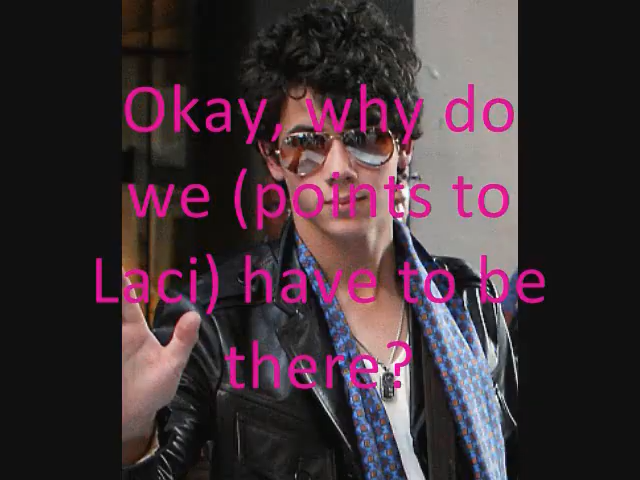 Okay, why do
we (points to
Laci) have to be
there?